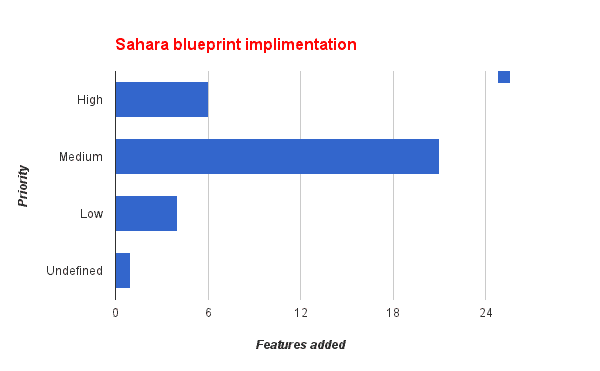 Sahara blueprint implimentation
High
Medium
Low
Undefined
Priority
0 6 12 18 24
Features added